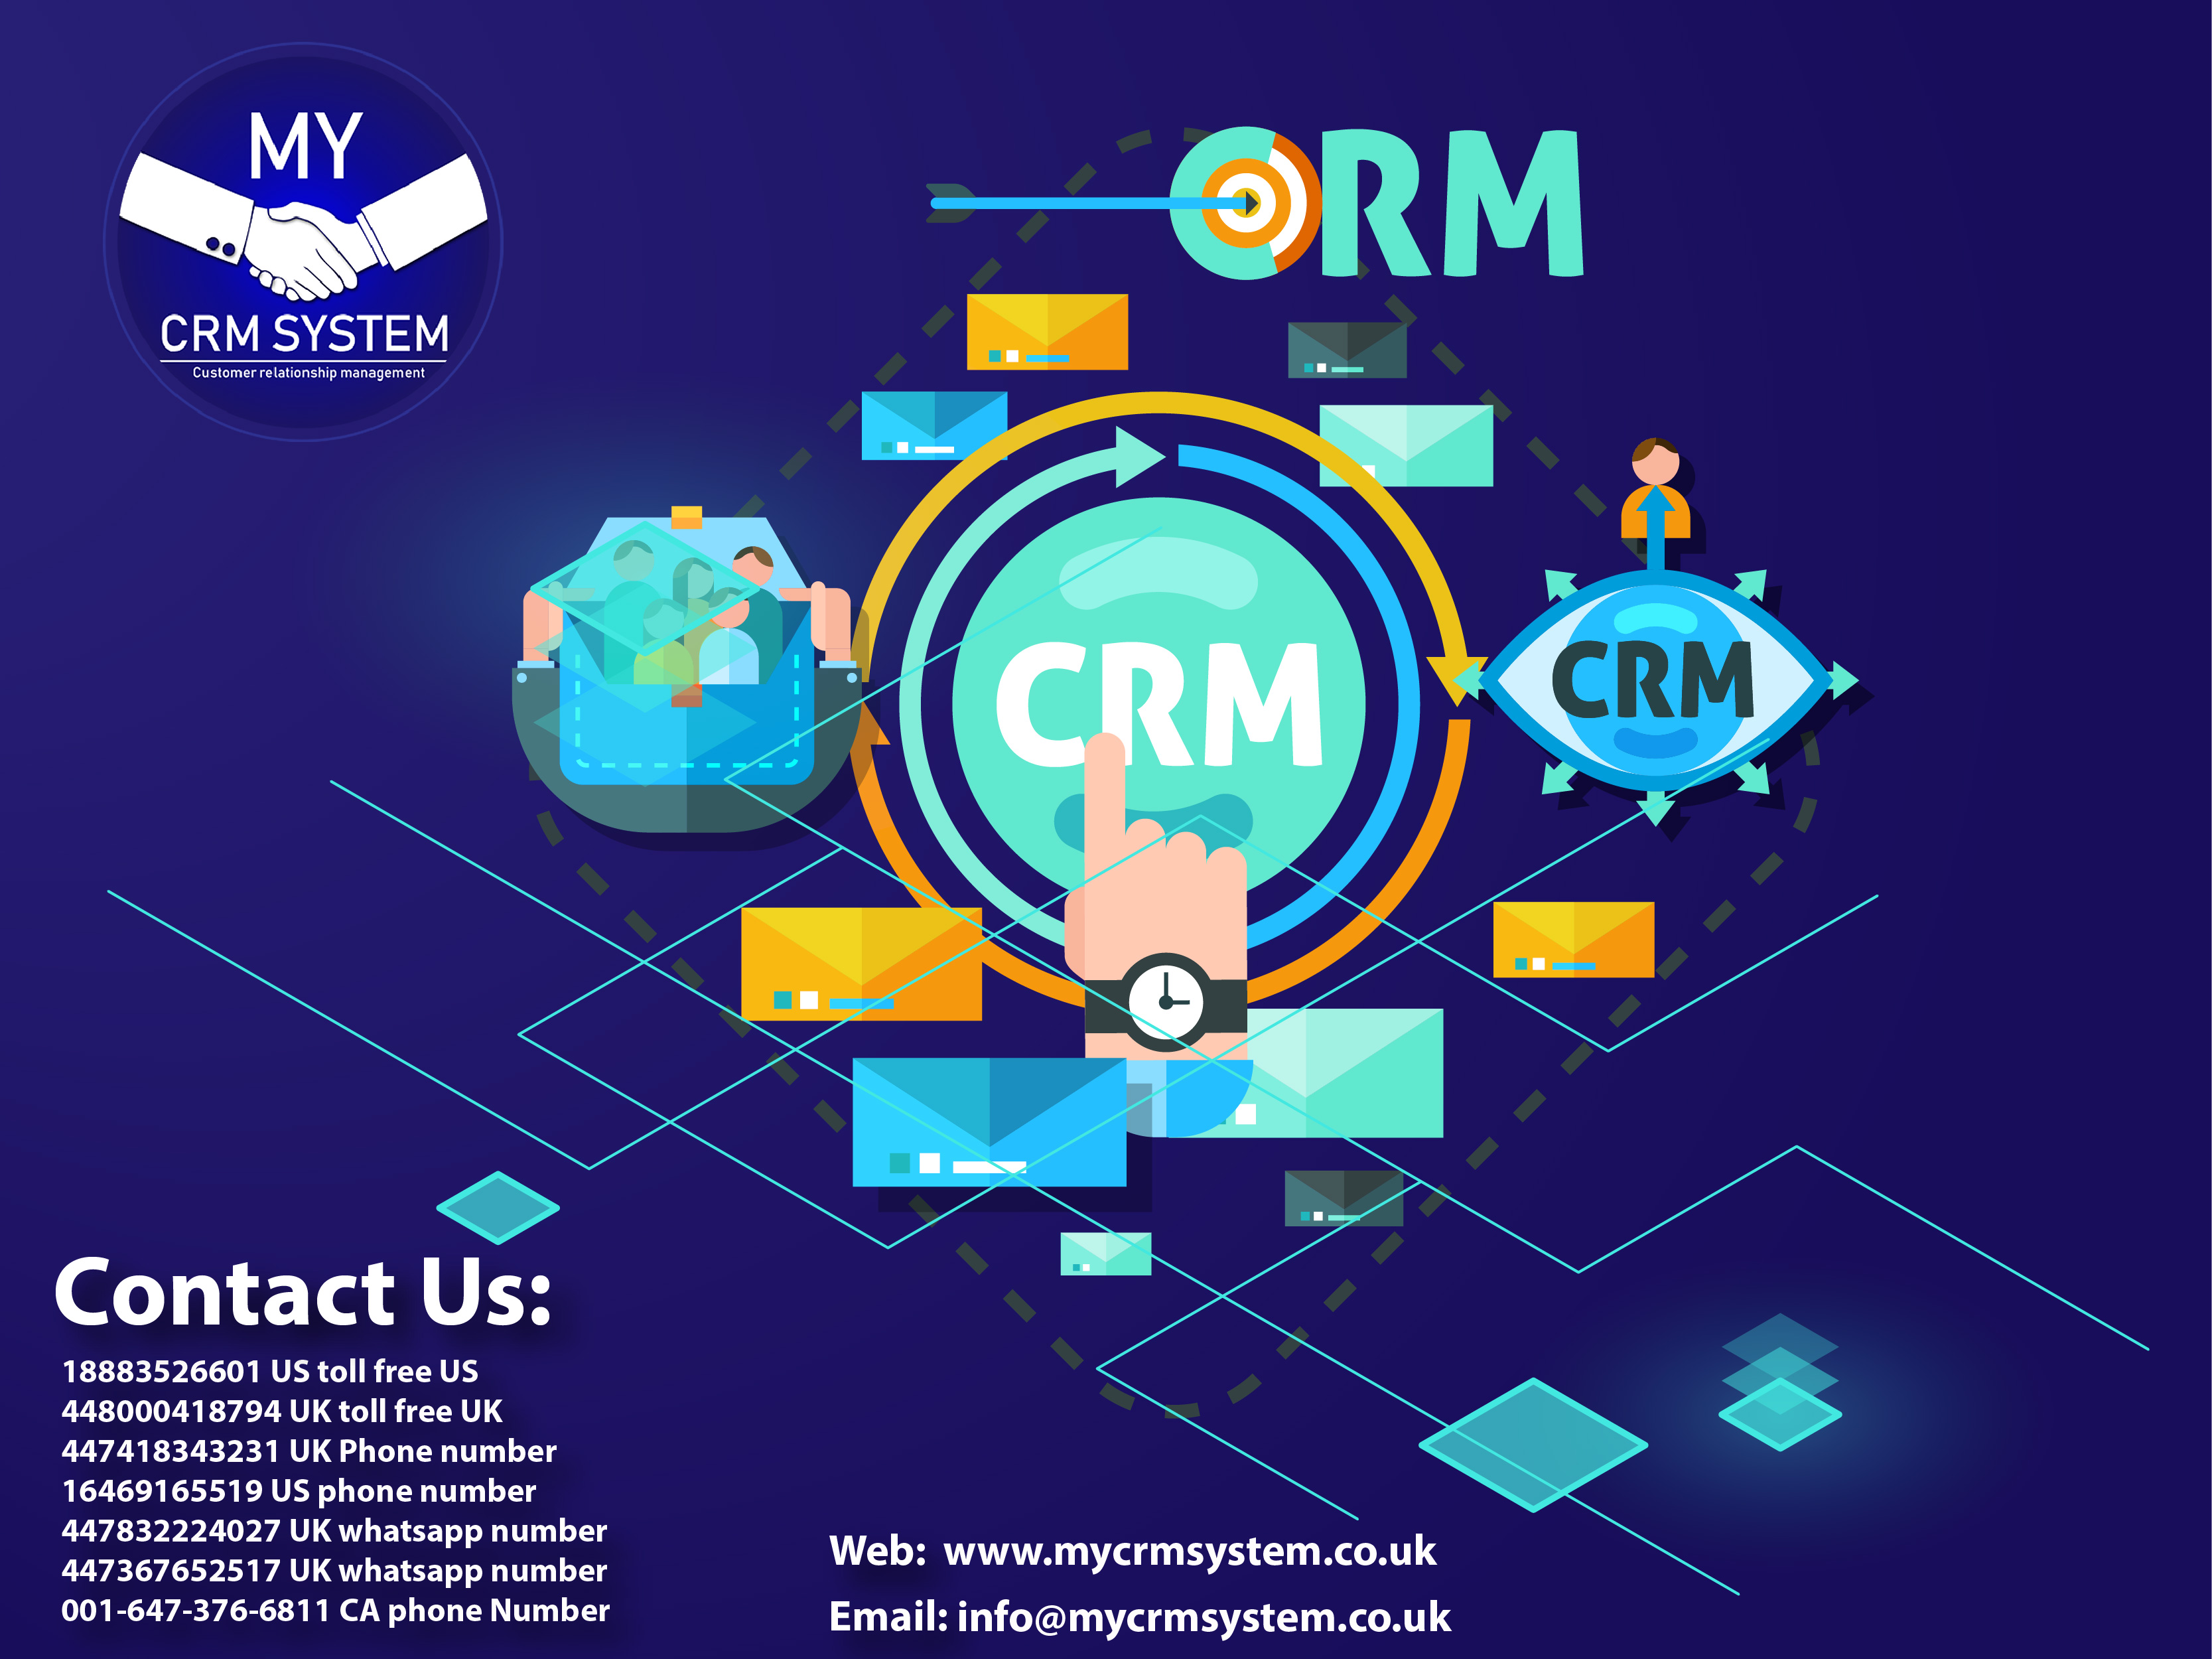 MY
CRM SYSTEM
Customer relationship management
CRM
CRM
CRM
Contact Us:
18883526601 US toll free US
448000418794 UK toll free UK
447418343231 UK Phone number
16469165519 US phone number
447832224027 UK whatsapp number
447367652517 UK whatsapp number
001-647-376-6811 CA phone Number
Web: www.mycrmsystem.co.uk
Email: info@mycrmsystem.co.uk